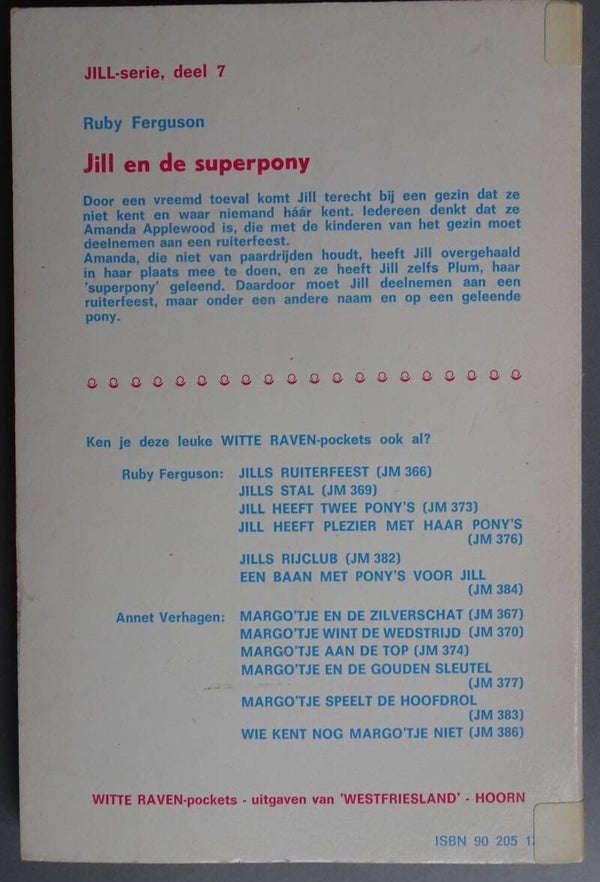 JILL-serie, deel 7
Ruby Ferguson
Jill en de superpony
Door een vreemd toeval komt Jill terecht bij een gezin dat ze
niet kent en waar niemand háár kent. Iedereen denkt dat ze
Amanda Applewood is, die met de kinderen van het gezin moet
deelnemen aan een ruiterfeest.
Amanda, die niet van paardrijden houdt, heeft Jill overgehaald
in haar plaats mee te doen, en ze heeft Jill zelfs Plum, haar
'superpony' geleend. Daardoor moet Jill deelnemen aan een
ruiterfeest, maar onder een andere naam en op een geleende
pony.
Ken je deze leuke WITTE RAVEN-pockets ook al?
Ruby Ferguson: JILLS RUITERFEEST (JM 366)
JILLS STAL (JM 369)
JILL HEEFT TWEE PONY'S (JM 373)
JILL HEEFT PLEZIER MET HAAR PONY'S
(JM 376)
JILLS RIJCLUB (JM 382)
EEN BAAN MET PONY'S VOOR JILL
(JM 384)
Annet Verhagen: MARGO'TJE EN DE ZILVERSCHAT (JM 367)
MARGO'TJE WINT DE WEDSTRIJD (JM 370)
MARGO'TJE AAN DE TOP (JM 374)
MARGO'TJE EN DE GOUDEN SLEUTEL
(JM 377)
MARGO'TJE SPEELT DE HOOFDROL
(JM 383)
WIE KENT NOG MARGO'TJE NIET (JM 386)
WITTE RAVEN-pockets - uitgaven van 'WESTFRIESLAND' - HOORN
ISBN 90 205